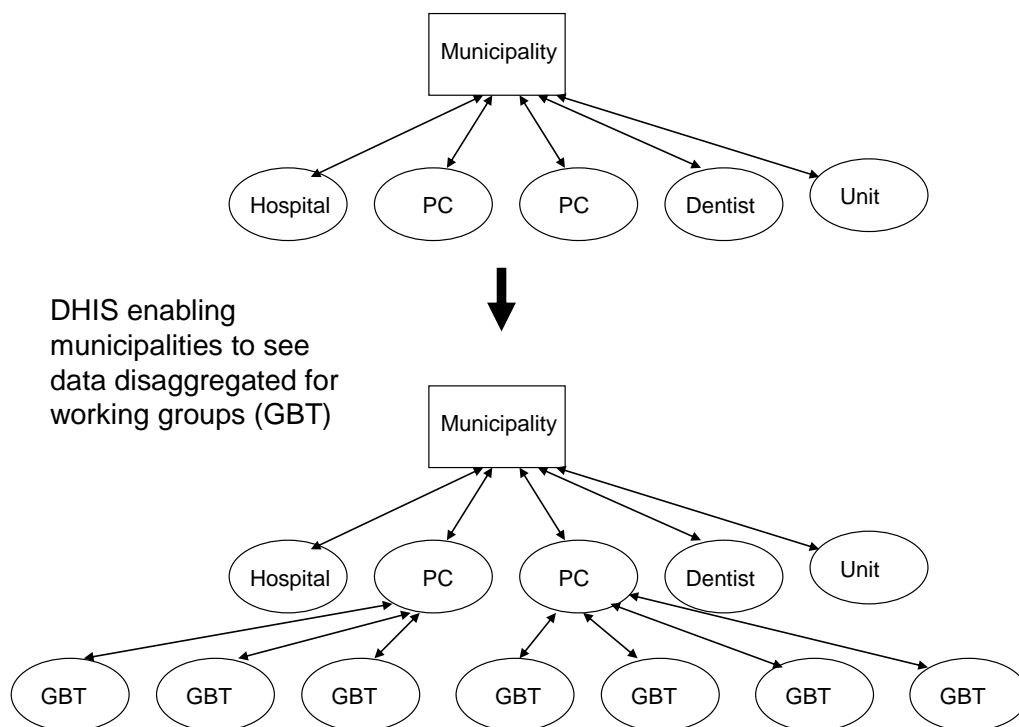 Municipality
Hospital
PC
PC
Dentist
Unit
DHIS enabling
municipalities to see
data disaggregated for
working groups (GBT)
Municipality
Hospital
PC
PC
Dentist
Unit
GBT
GBT
GBT
GBT
GBT
GBT
GBT